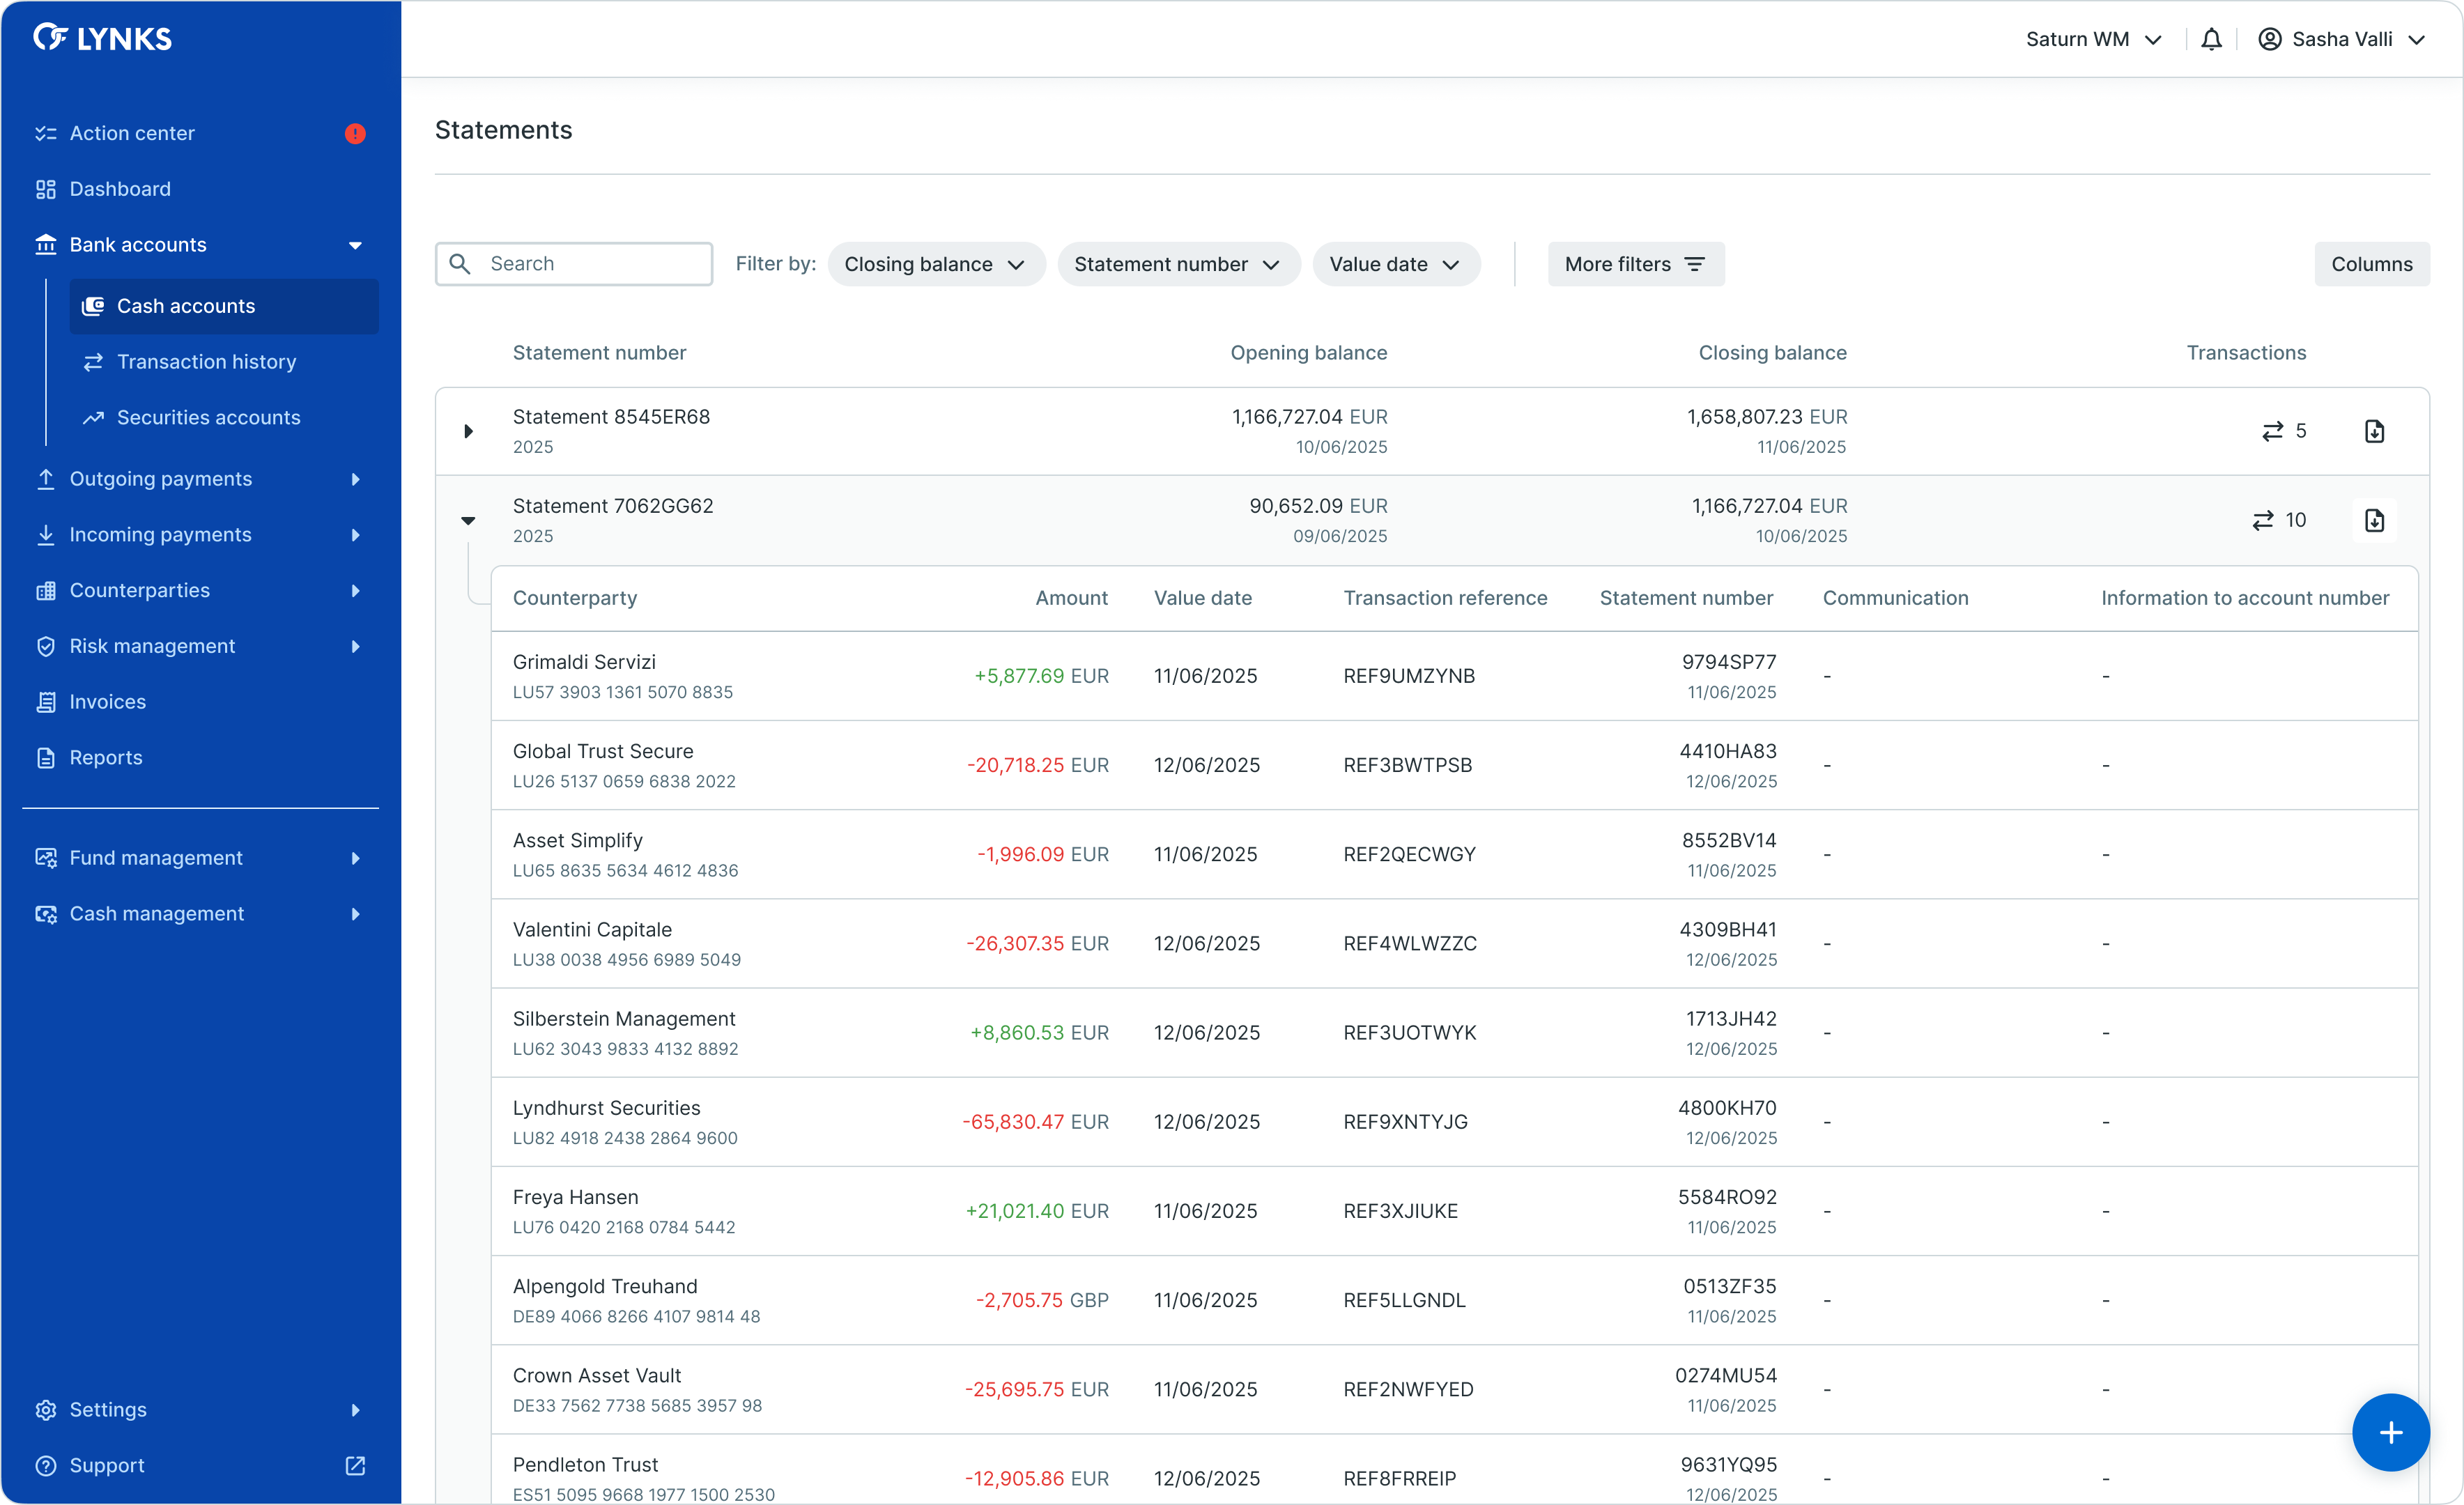 LYNKS
Saturn WM
Sasha Valli
Action center
Dashboard
Bank accounts
Cash accounts
Transaction history
Securities accounts
Outgoing payments
Incoming payments
Counterparties
Risk management
Invoices
Reports
Fund management
Cash management
Settings
Support
Statements
Search
Filter by:
Closing balance
Statement number
Value date
More filters
Columns
Statement number Opening balance Closing balance Transactions
Statement 8545ER68 1,166,727.04 EUR 1,658,807.23 EUR 5
2025 10/06/2025 11/06/2025
Statement 7062GG62 90,652.09 EUR 1,166,727.04 EUR 10
2025 09/06/2025 10/06/2025
Counterparty Amount Value date Transaction reference Statement number Communication Information to account number
Grimaldi Servizi +5,877.69 EUR 11/06/2025 REF9UMZYNB 9794SP77 - -
LU57 3903 1361 5070 8835 11/06/2025
Global Trust Secure -20,718.25 EUR 12/06/2025 REF3BWTPSB 4410HA83 - -
LU26 5137 0659 6838 2022 12/06/2025
Asset Simplify -1,996.09 EUR 11/06/2025 REF2QECWGY 8552BV14 - -
LU65 8635 5634 4612 4836 11/06/2025
Valentini Capitale -26,307.35 EUR 12/06/2025 REF4WLWZZC 4309BH41 - -
LU38 0038 4956 6989 5049 12/06/2025
Silberstein Management +8,860.53 EUR 12/06/2025 REF3UOTWYK 1713JH42 - -
LU62 3043 9833 4132 8892 12/06/2025
Lyndhurst Securities -65,830.47 EUR 12/06/2025 REF9XNTYJG 4800KH70 - -
LU82 4918 2438 2864 9600 12/06/2025
Freya Hansen +21,021.40 EUR 11/06/2025 REF3XJIUKE 5584RO92 - -
LU76 0420 2168 0784 5442 11/06/2025
Alpengold Treuhand -2,705.75 GBP 11/06/2025 REF5LLGNDL 0513ZF35 - -
DE89 4066 8266 4107 9814 48 11/06/2025
Crown Asset Vault -25,695.75 EUR 11/06/2025 REF2NWFYED 0274MU54 - -
DE33 7562 7738 5685 3957 98 11/06/2025
Pendleton Trust -12,905.86 EUR 12/06/2025 REF8FRREIP 9631YQ95 - -
ES51 5095 9668 1977 1500 2530 12/06/2025